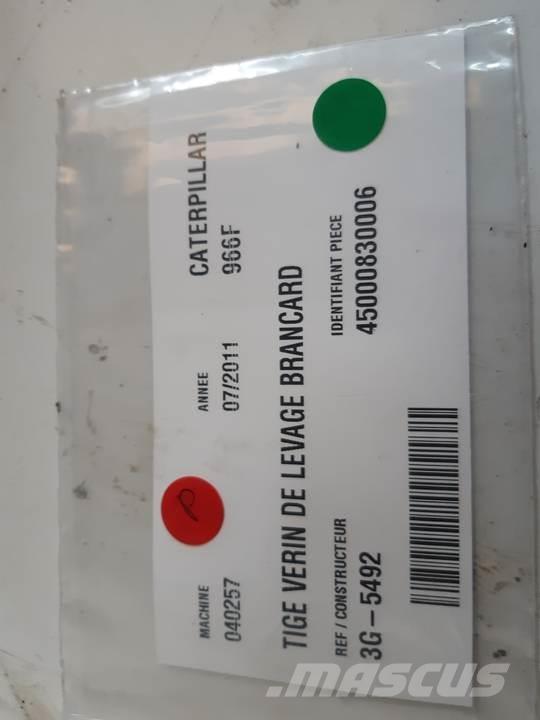 MACHINE ANNEE CATERPILLAR
040257 07/2011 966F
TIGE VERIN DE LEVAGE BRANCARD
REF / CONSTRUCTEUR IDENTIFIANT PIECE
3G-5492 45000830006
MASCUS